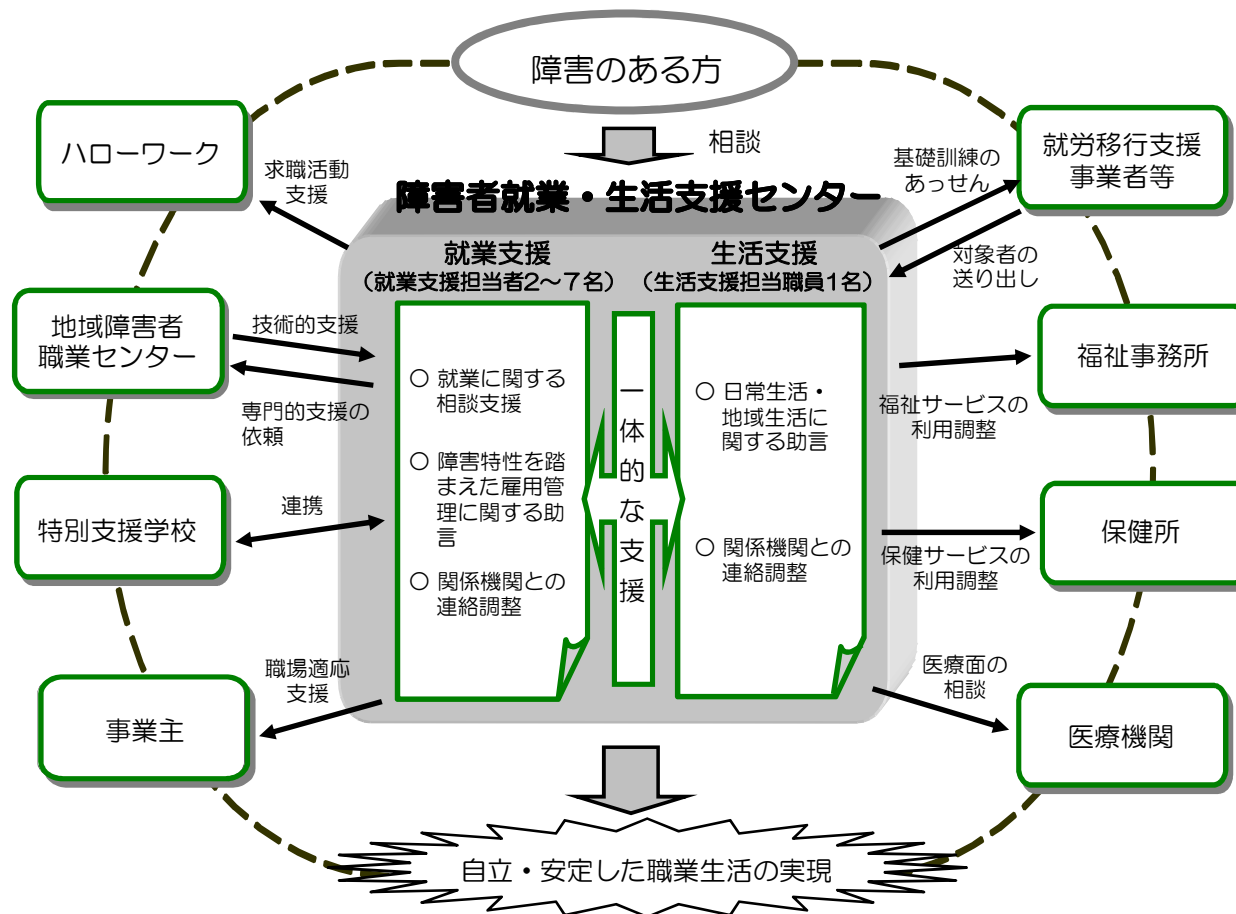 障害のある方
相談
障害者就業・生活支援センター
ハローワーク
求職活動
支援
地域障害者
職業センター
技術的支援
専門的支援の
依頼
特別支援学校
連携
事業主
職場適応
支援
就業支援
（就業支援担当者2～7名）
○ 就業に関する
相談支援
○ 障害特性を踏
まえた雇用管
理に関する助
言
○ 関係機関との
連絡調整
一体的な支援
生活支援
（生活支援担当職員1名）
○ 日常生活・
地域生活に
関する助言
○ 関係機関との
連絡調整
基礎訓練の
あっせん
就労移行支援
事業者等
対象者の
送り出し
福祉事務所
福祉サービスの
利用調整
保健所
保健サービスの
利用調整
医療面の
相談
医療機関
自立・安定した職業生活の実現